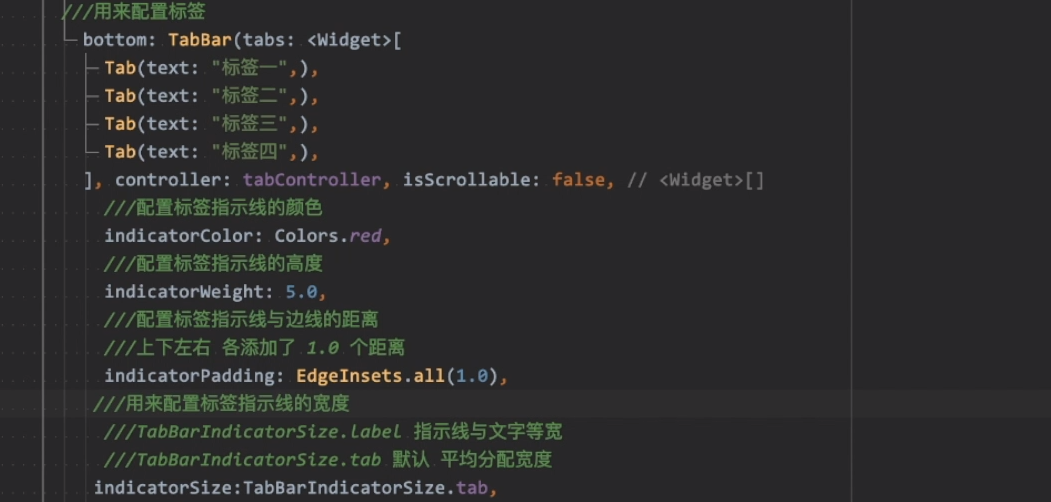 ///用来配置标签
bottom: TabBar(tabs: <Widget>[
Tab(text: "标签一",),
Tab(text: "标签二",),
Tab(text: "标签三",),
Tab(text: "标签四",),
], controller: tabController, isScrollable: false, // <Widget>[]
///配置标签指示线的颜色
indicatorColor: Colors.red,
///配置标签指示线的高度
indicatorWeight: 5.0,
///配置标签指示线与边线的距离
///上下左右 各添加了 1.0 个距离
indicatorPadding: EdgeInsets.all(1.0),
///用来配置标签指示线的宽度
///TabBarIndicatorSize.label 指示线与文字等宽
///TabBarIndicatorSize.tab 默认 平均分配宽度
indicatorSize:TabBarIndicatorSize.tab,